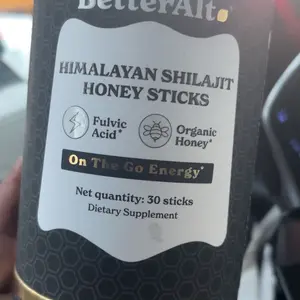 BetterAlt.
HIMALAYAN SHILAJIT
HONEY STICKS
Fulvic
Acid*
Organic
Honey*
On The Go Energy*
Net quantity: 30 sticks
Dietary Supplement